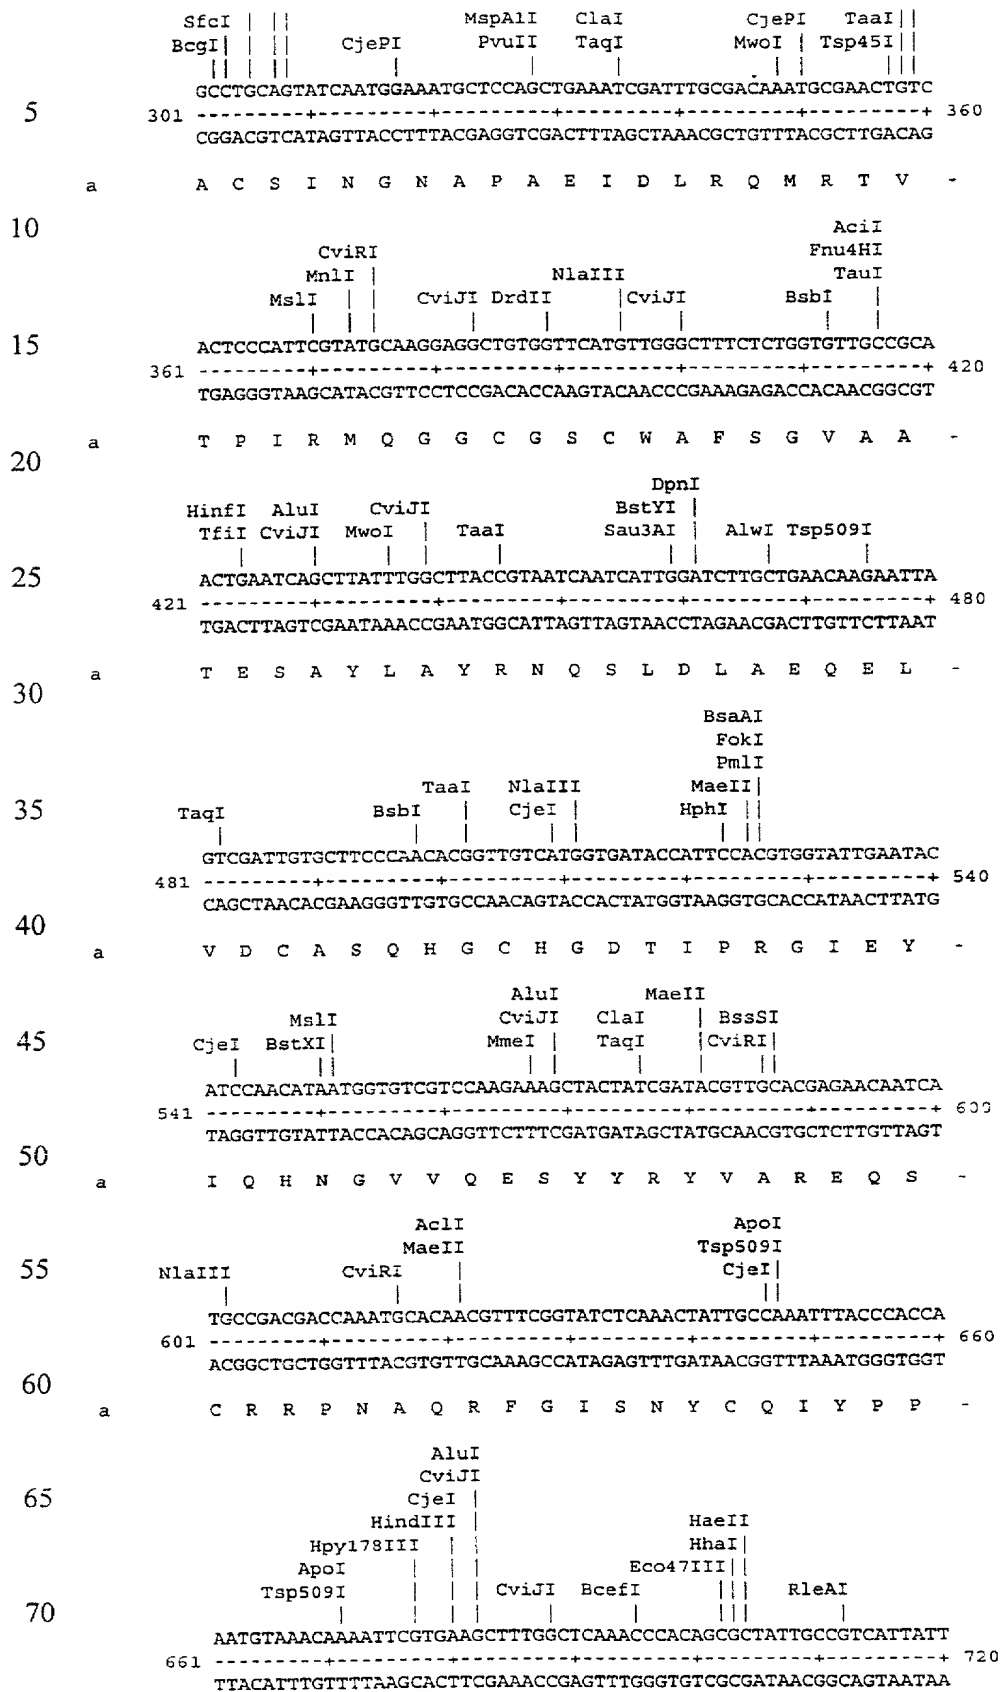 SfcI
BcgI CjePI MspA1I ClaI CjePI TaaI
PvuII TaqI MwoI Tsp45I
GCCTGCAGTATCAATGGAAATGCTCCAGCTGAAATCGATTTGCGACAAATGCGAACTGTC
5 301 ---------+---------+---------+---------+---------+---------+ 360
CGGACGTCATAGTTACCTTTACGAGGTCGACTTTAGCTAAACGCTGTTTACGCTTGACAG
a A C S I N G N A P A E I D L R Q M R T V -
10 AciI
CviRI Fnu4HI
MnlI NlaIII TauI
MslI CviJI DrdII CviJI BsbI
ACTCCCATTCGTATGCAAGGAGGCTGTGGTTCATGTTGGGCTTTCTCTGGTGTTGCCGCA
15 361 ---------+---------+---------+---------+---------+---------+ 420
TGAGGGTAAGCATACGTTCCTCCGACACCAAGTACAACCCGAAAGAGACCACAACGGCGT
a T P I R M Q G G C G S C W A F S G V A A -
20
DpnI
HinfI AluI CviJI BstYI
TfiI CviJI MwoI TaaI Sau3AI AlwI Tsp509I
ACTGAATCAGCTTATTTGGCTTACCGTAATCAATCATTGGATCTTGCTGAACAAGAATTA
25 421 ---------+---------+---------+---------+---------+---------+ 480
TGACTTAGTCGAATAAACCGAATGGCATTAGTTAGTAACCTAGAACGACTTGTTCTTAAT
a T E S A Y L A Y R N Q S L D L A E Q E L -
30
BsaAI
FokI
PmlI
TaaI NlaIII MaeII
35 TaqI BsbI CjeI HphI
GTCGATTGTGCTTCCCAACACGGTTGTCATGGTGATACCATTCCACGTGGTATTGAATAC
481 ---------+---------+---------+---------+---------+---------+ 540
CAGCTAACACGAAGGGTTGTGCCAACAGTACCACTATGGTAAGGTGCACCATAACTTATG
40
a V D C A S Q H G C H G D T I P R G I E Y -
AluI MaeII
45 MslI CviJI ClaI BssSI
CjeI BstXI MmeI TaqI CviRI
ATCCAACATAATGGTGTCGTCCAAGAAAGCTACTATCGATACGTTGCACGAGAACAATCA
541 ---------+---------+---------+---------+---------+---------+ 600
TAGGTTGTATTACCACAGCAGGTTCTTTCGATGATAGCTATGCAACGTGCTCTTGTTAGT
50
a I Q H N G V V Q E S Y Y R Y V A R E Q S -
AclI ApoI
55 MaeII Tsp509I
NlaIII CviRI CjeI
TGCCGACGACCAAATGCACAACGTTTCGGTATCTCAAACTATTGCCAAATTTACCCACCA
601 ---------+---------+---------+---------+---------+---------+ 660
ACGGCTGCTGGTTTACGTGTTGCAAAGCCATAGAGTTTGATAACGGTTTAAATGGGTGGT
60
a C R R P N A Q R F G I S N Y C Q I Y P P -
AluI
CviJI
65 CjeI
HindIII HaeII
Hpy178III HhaI
ApoI Eco47III
70 Tsp509I CviJI BcefI RleAI
AATGTAAACAAAATTCGTGAAGCTTTGGCTCAAACCCACAGCGCTATTGCCGTCATTATT
661 ---------+---------+---------+---------+---------+---------+ 720
TTACATTTGTTTTAAGCACTTCGAAACCGAGTTTGGGTGTCGCGATAACGGCAGTAATAA